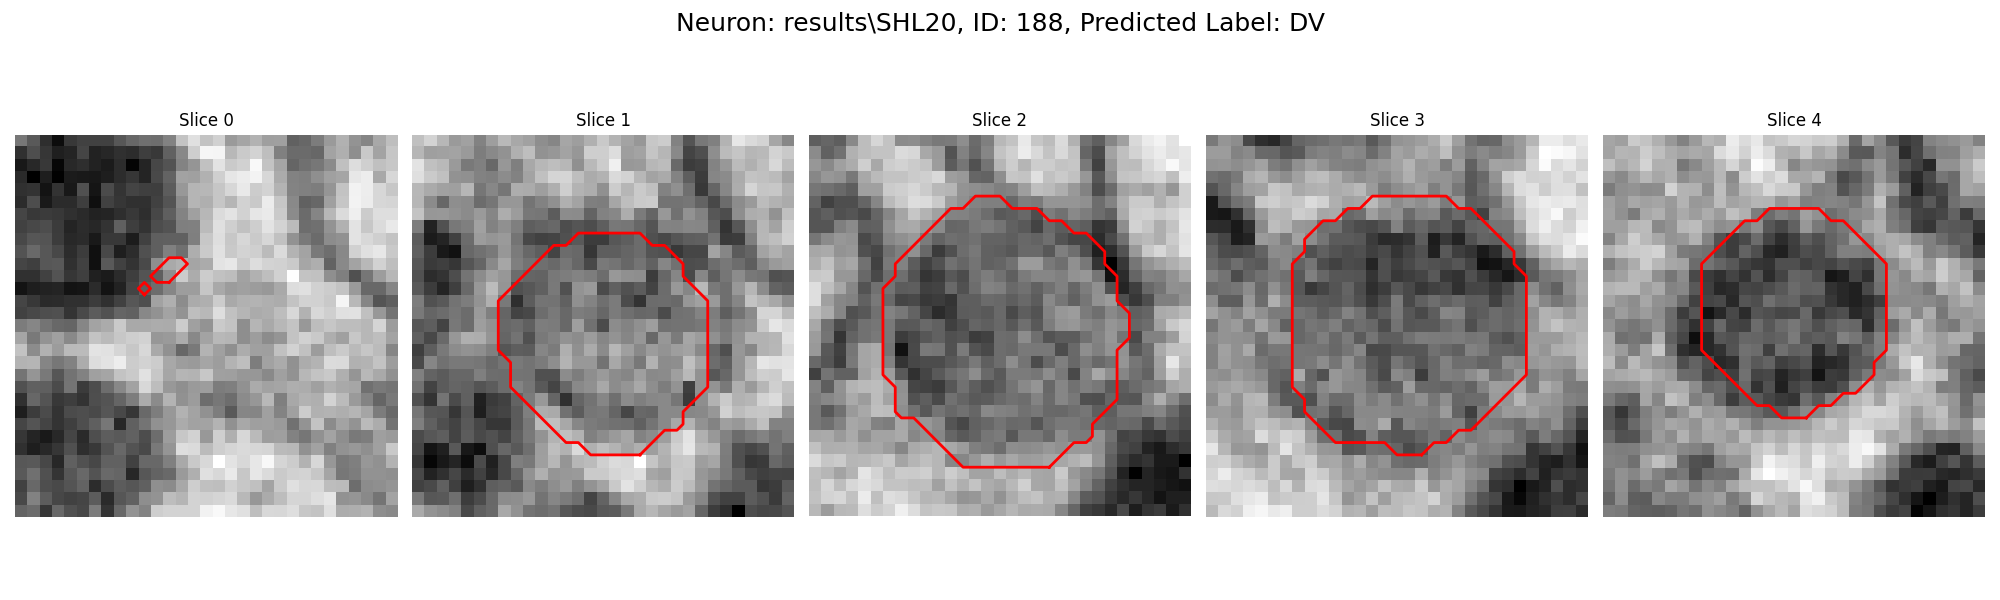 Neuron: results\SHL20, ID: 188, Predicted Label: DV
Slice 0
Slice 1
Slice 2
Slice 3
Slice 4